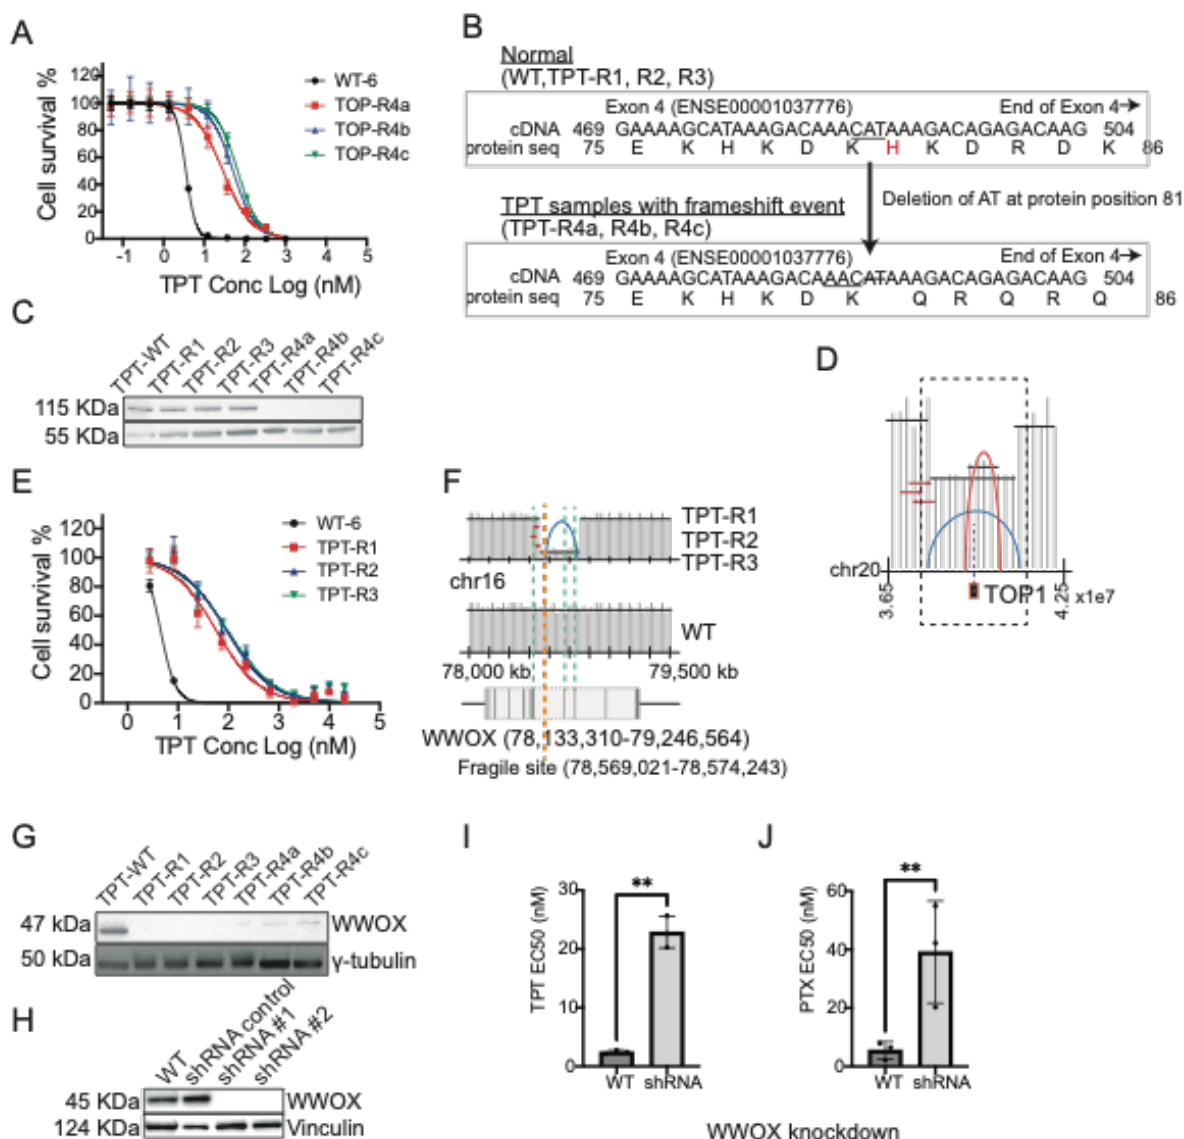 A
120
100
80
60
40
20
0
Cell survival %
WT-6
TOP-R4a
TOP-R4b
TOP-R4c
-1 0 1 2 3 4 5
TPT Conc Log (nM)
B
Normal
(WT,TPT-R1, R2, R3)
Exon 4 (ENSE00001037776) End of Exon 4
cDNA 469 GAAAAGCATAAAGACAAACATAAAGACAGAGACAAG 504
protein seq 75 E K H K D K H K D R D K 86
Deletion of AT at protein position 81
TPT samples with frameshift event
(TPT-R4a, R4b, R4c)
Exon 4 (ENSE00001037776) End of Exon 4
cDNA 469 GAAAAGCATAAAGACAAACATAAAGACAGAGACAAG 504
protein seq 75 E K H K D K Q R Q R Q 86
C
TPT-WT
TPT-R1
TPT-R2
TPT-R3
TPT-R4a
TPT-R4b
TPT-R4c
115 KDa
55 KDa
D
chr20
TOP1
3.65
4.25
x1e7
E
120
100
80
60
40
20
0
Cell survival %
WT-6
TPT-R1
TPT-R2
TPT-R3
0 1 2 3 4 5
TPT Conc Log (nM)
F
TPT-R1
TPT-R2
TPT-R3
chr16
WT
78,000 kb 79,500 kb
WWOX (78,133,310-79,246,564)
Fragile site (78,569,021-78,574,243)
G
TPT-WT
TPT-R1
TPT-R2
TPT-R3
TPT-R4a
TPT-R4b
TPT-R4c
47 kDa WWOX
50 kDa γ-tubulin
H
WT
shRNA control
shRNA #1
shRNA #2
45 KDa WWOX
124 KDa Vinculin
I
**
30
20
10
0
TPT EC50 (nM)
WT shRNA
J
**
60
40
20
0
PTX EC50 (nM)
WT shRNA
WWOX knockdown